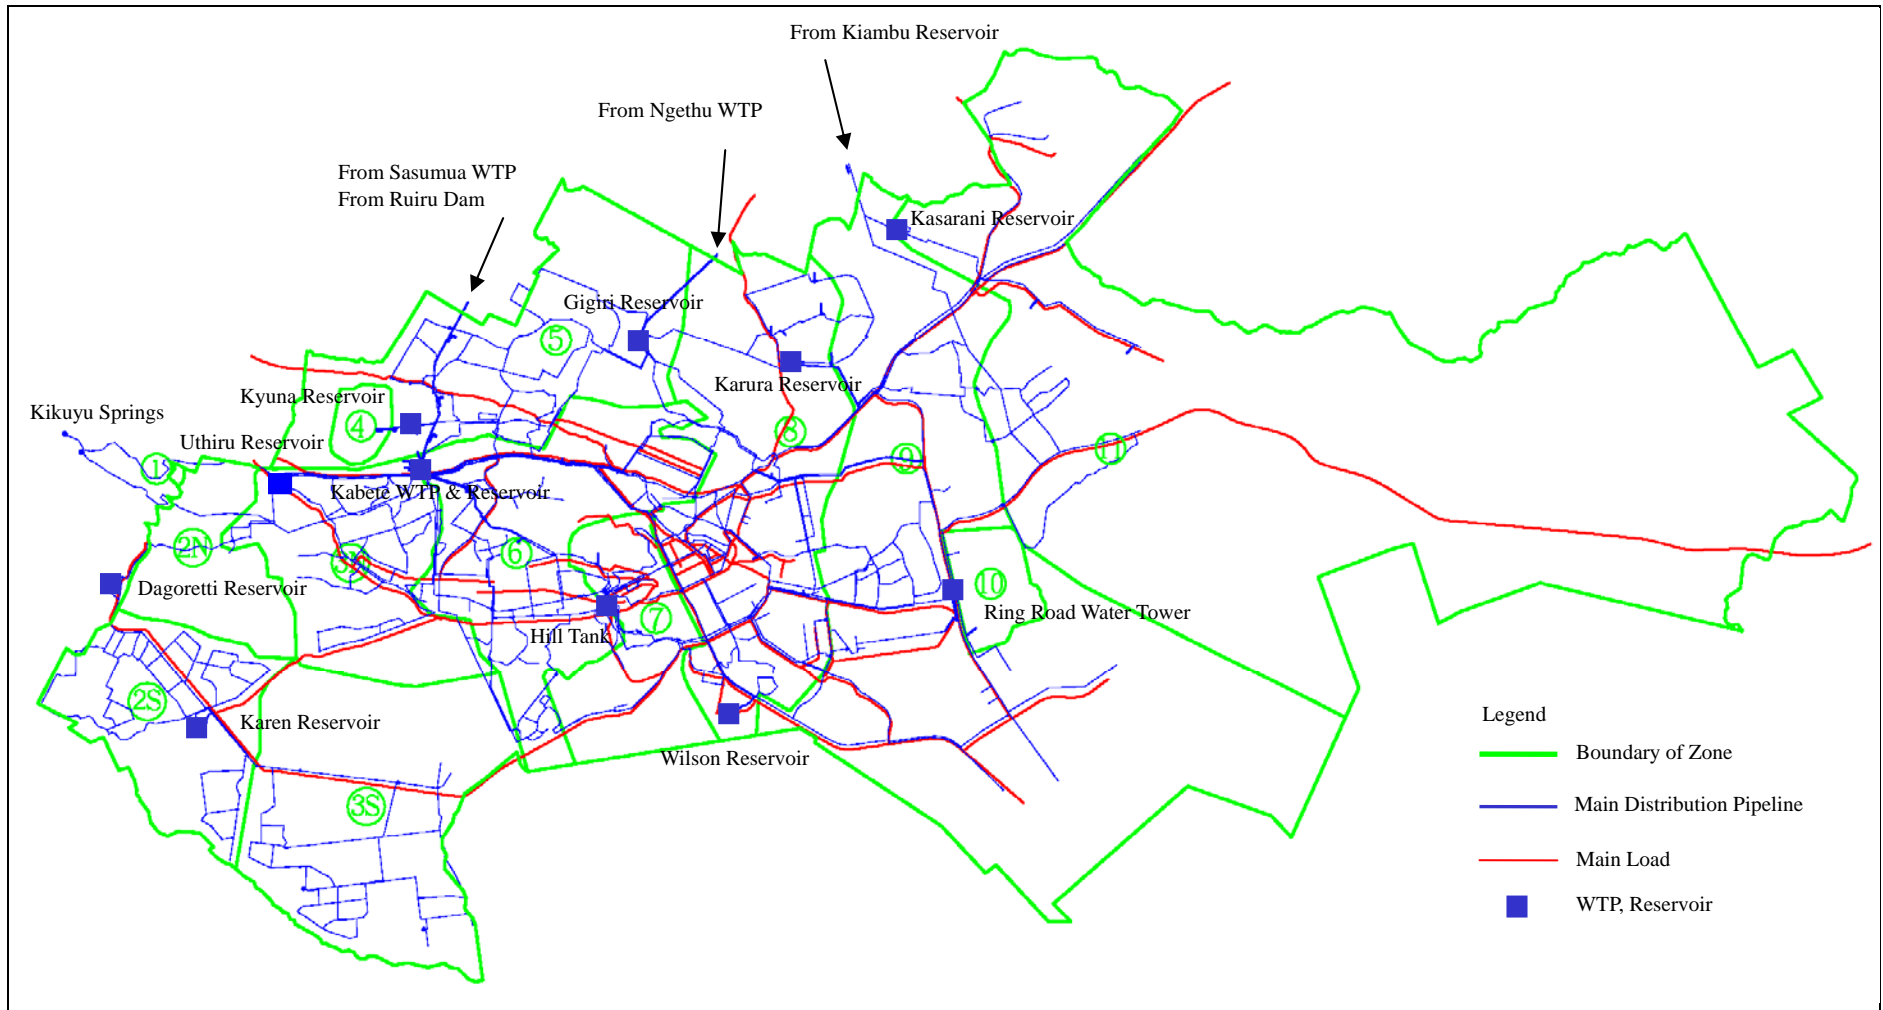 From Kiambu Reservoir
From Ngethu WTP
From Sasumua WTP
From Ruiru Dam
Kasarani Reservoir
Gigiri Reservoir
⑤
Karura Reservoir
Kyuna Reservoir
Kikuyu Springs
④
⑧
Uthiru Reservoir
⑨
⑪
①
Kabete WTP & Reservoir
2N
3N
⑥
Dagoretti Reservoir
⑩
Ring Road Water Tower
Hill Tank
⑦
2S
Karen Reservoir
Wilson Reservoir
3S
Legend
Boundary of Zone
Main Distribution Pipeline
Main Load
WTP, Reservoir